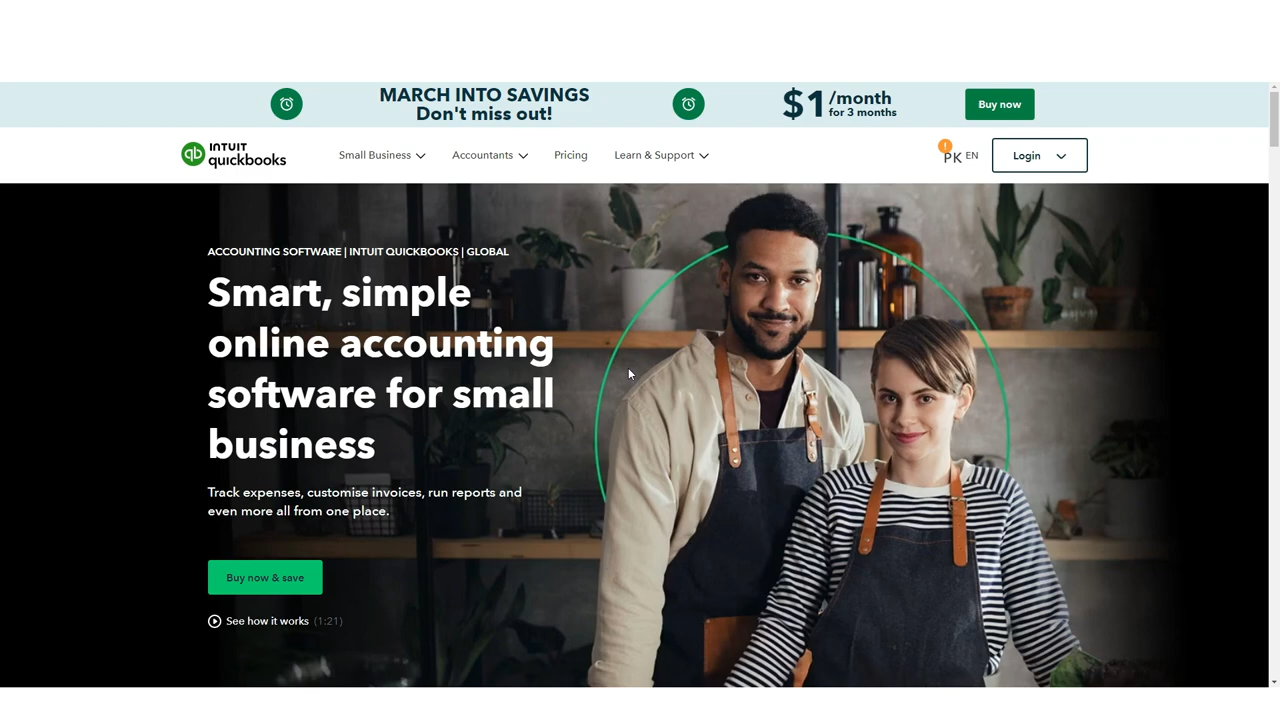 MARCH INTO SAVINGS
Don't miss out!
$1 /month
for 3 months
Buy now
qb INTUIT
quickbooks
Small Business
Accountants
Pricing
Learn & Support
! PK EN
Login
ACCOUNTING SOFTWARE | INTUIT QUICKBOOKS | GLOBAL
Smart, simple
online accounting
software for small
business
Track expenses, customise invoices, run reports and
even more all from one place.
Buy now & save
See how it works (1:21)